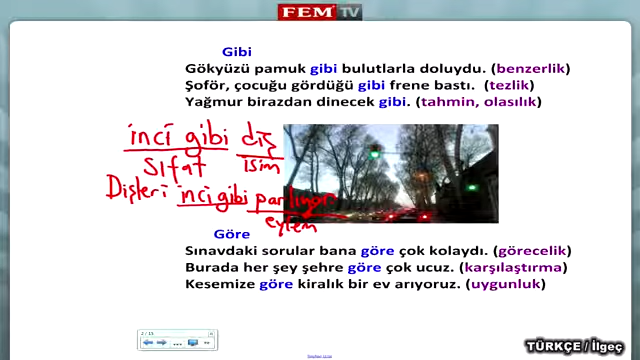 FEM TV
Gibi
Gökyüzü pamuk gibi bulutlarla doluydu. (benzerlik)
Şoför, çocuğu gördüğü gibi frene bastı. (tezlik)
Yağmur birazdan dinecek gibi. (tahmin, olasılık)
inci gibi diş
Sıfat isim
Dişleri inci gibi parlıyor
eylem
Göre
Sınavdaki sorular bana göre çok kolaydı. (görecelik)
Burada her şey şehre göre çok ucuz. (karşılaştırma)
Kesemize göre kiralık bir ev arıyoruz. (uygunluk)
2 / 15
TÜRKÇE / İlgeç